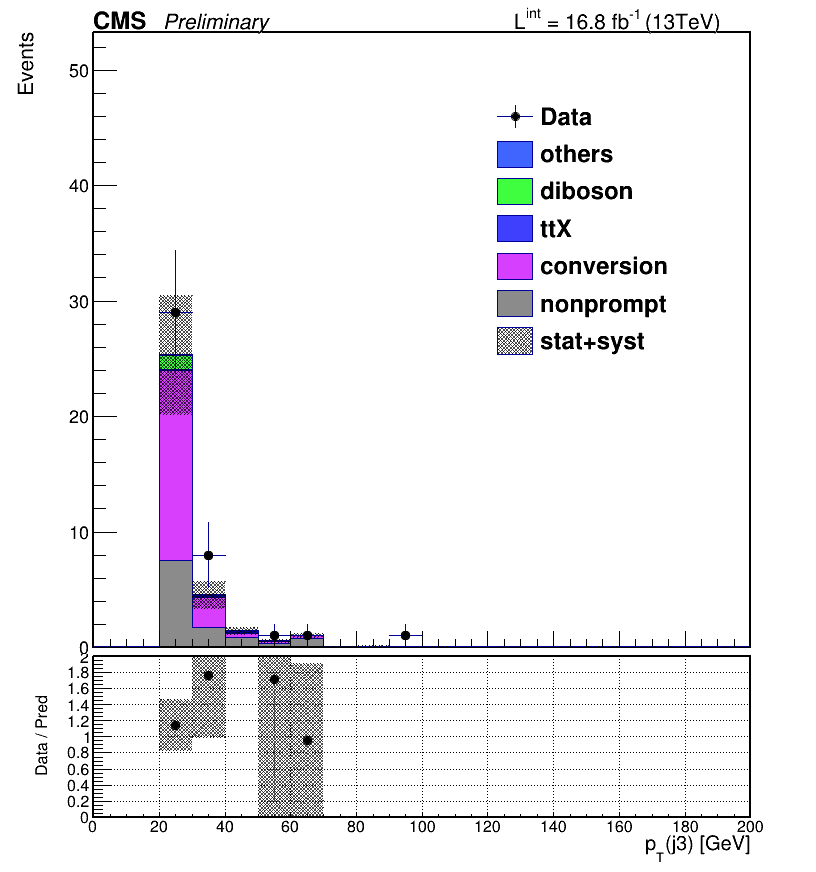 CMS Preliminary L^int = 16.8 fb^-1 (13TeV)
Events
50
40
30
20
10
0
Data
others
diboson
ttX
conversion
nonprompt
stat+syst
Data / Pred
2
1.8
1.6
1.4
1.2
1
0.8
0.6
0.4
0.2
0
0 20 40 60 80 100 120 140 160 180 200
p_T(j3) [GeV]